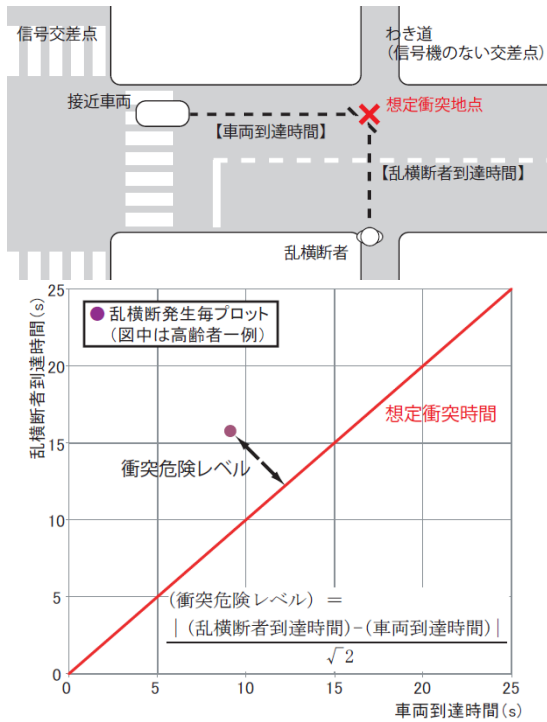 信号交差点
わき道
(信号機のない交差点)
接近車両
想定衝突地点
【車両到達時間】
【乱横断者到達時間】
乱横断者
25
20
15
10
5
0
乱横断者到達時間(s)
乱横断発生毎プロット
(図中は高齢者一例)
想定衝突時間
衝突危険レベル
(衝突危険レベル) =
| (乱横断者到達時間)-(車両到達時間) |
√2
0
5
10
15
20
25
車両到達時間(s)